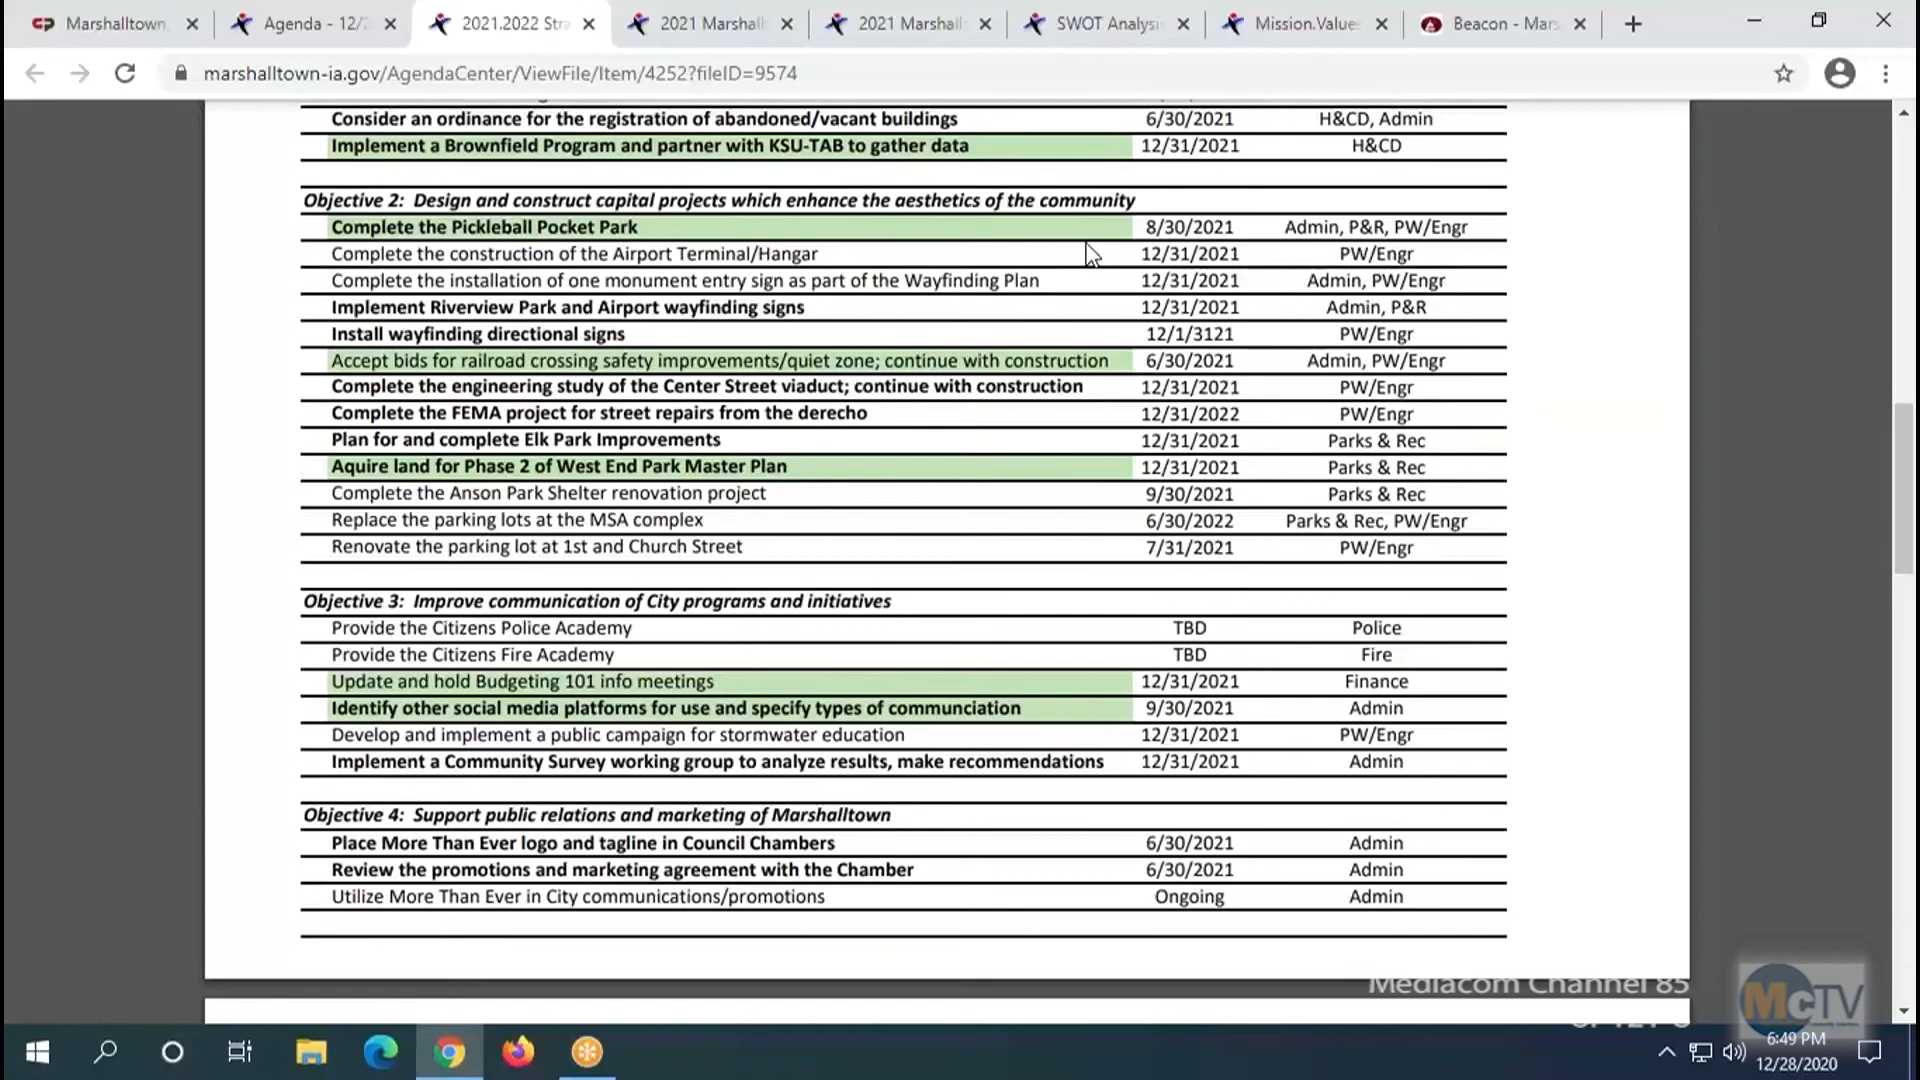 Marshalltown,
Agenda - 12/2
2021.2022 Stra
2021 Marshall
2021 Marshall
SWOT Analysi
Mission.Value
Beacon - Mars
marshalltown-ia.gov/AgendaCenter/ViewFile/Item/4252?fileID=9574
Consider an ordinance for the registration of abandoned/vacant buildings 6/30/2021 H&CD, Admin
Implement a Brownfield Program and partner with KSU-TAB to gather data 12/31/2021 H&CD
Objective 2: Design and construct capital projects which enhance the aesthetics of the community
Complete the Pickleball Pocket Park 8/30/2021 Admin, P&R, PW/Engr
Complete the construction of the Airport Terminal/Hangar 12/31/2021 PW/Engr
Complete the installation of one monument entry sign as part of the Wayfinding Plan 12/31/2021 Admin, PW/Engr
Implement Riverview Park and Airport wayfinding signs 12/31/2021 Admin, P&R
Install wayfinding directional signs 12/1/3121 PW/Engr
Accept bids for railroad crossing safety improvements/quiet zone; continue with construction 6/30/2021 Admin, PW/Engr
Complete the engineering study of the Center Street viaduct; continue with construction 12/31/2021 PW/Engr
Complete the FEMA project for street repairs from the derecho 12/31/2022 PW/Engr
Plan for and complete Elk Park Improvements 12/31/2021 Parks & Rec
Aquire land for Phase 2 of West End Park Master Plan 12/31/2021 Parks & Rec
Complete the Anson Park Shelter renovation project 9/30/2021 Parks & Rec
Replace the parking lots at the MSA complex 6/30/2022 Parks & Rec, PW/Engr
Renovate the parking lot at 1st and Church Street 7/31/2021 PW/Engr
Objective 3: Improve communication of City programs and initiatives
Provide the Citizens Police Academy TBD Police
Provide the Citizens Fire Academy TBD Fire
Update and hold Budgeting 101 info meetings 12/31/2021 Finance
Identify other social media platforms for use and specify types of communciation 9/30/2021 Admin
Develop and implement a public campaign for stormwater education 12/31/2021 PW/Engr
Implement a Community Survey working group to analyze results, make recommendations 12/31/2021 Admin
Objective 4: Support public relations and marketing of Marshalltown
Place More Than Ever logo and tagline in Council Chambers 6/30/2021 Admin
Review the promotions and marketing agreement with the Chamber 6/30/2021 Admin
Utilize More Than Ever in City communications/promotions Ongoing Admin
Mediacom Channel 85
McTV
6:49 PM
12/28/2020